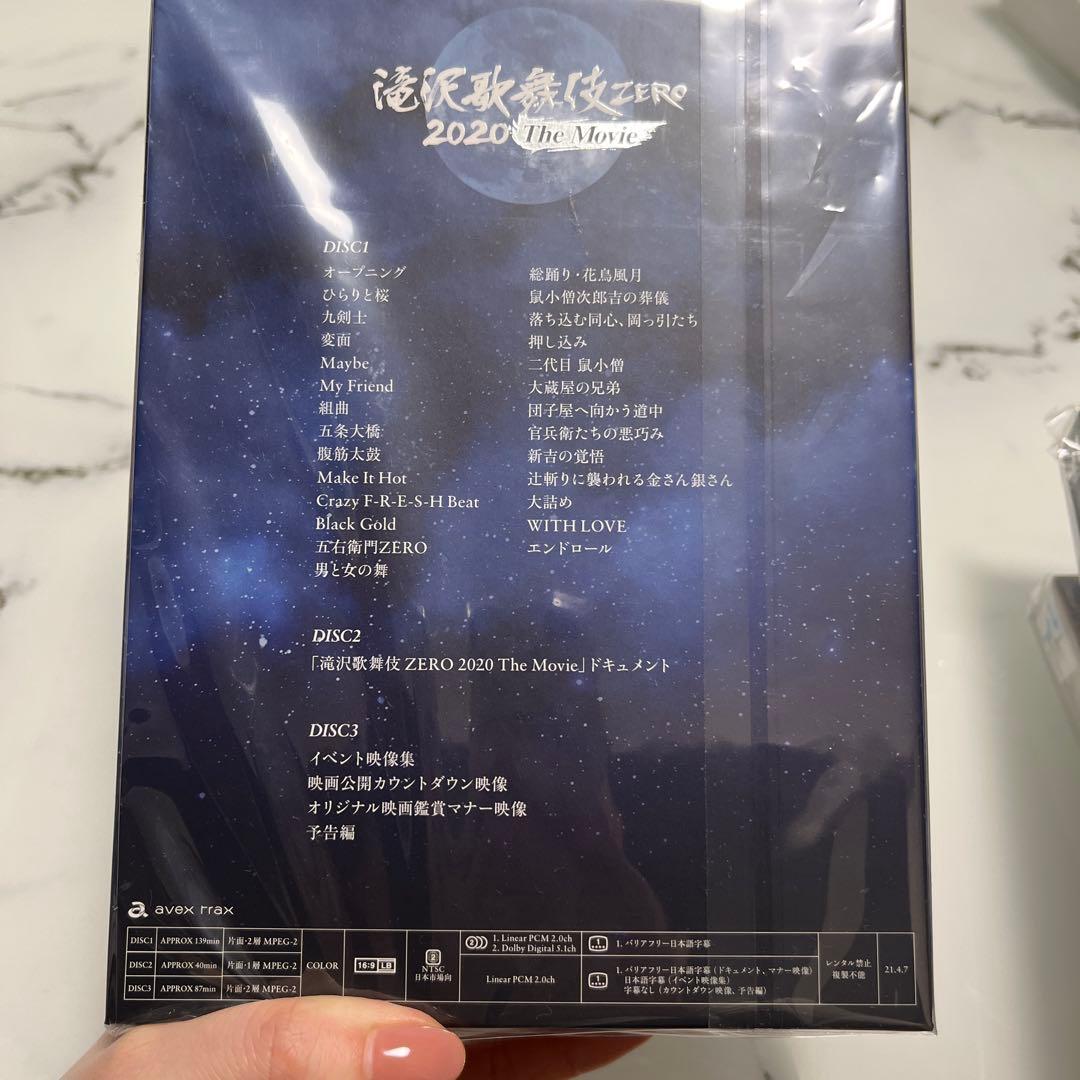 滝沢歌舞伎ZERO
2020 The Movie
DISC1
オープニング
ひらりと桜
九剣士
変面
Maybe
My Friend
組曲
五条大橋
腹筋太鼓
Make It Hot
Crazy F-R-E-S-H Beat
Black Gold
五右衛門ZERO
男と女の舞
総踊り・花鳥風月
鼠小僧次郎吉の葬儀
落ち込む同心、岡っ引たち
押し込み
二代目 鼠小僧
大蔵屋の兄弟
団子屋へ向かう道中
官兵衛たちの悪巧み
新吉の覚悟
辻斬りに襲われる金さん銀さん
大詰め
WITH LOVE
エンドロール
DISC2
「滝沢歌舞伎 ZERO 2020 The Movie」ドキュメント
DISC3
イベント映像集
映画公開カウントダウン映像
オリジナル映画鑑賞マナー映像
予告編
a avex trax
DISC1 APPROX 139min 片面・2層 MPEG-2
DISC2 APPROX 40min 片面・1層 MPEG-2
DISC3 APPROX 87min 片面・2層 MPEG-2
COLOR
16:9 LB
2
NTSC
日本市場向
2
1. Linear PCM 2.0ch
2. Dolby Digital 5.1ch
Linear PCM 2.0ch
1
1. バリアフリー日本語字幕
1
1. バリアフリー日本語字幕（ドキュメント、マナー映像）
日本語字幕（イベント映像集）
字幕なし（カウントダウン映像、予告編）
レンタル禁止
複製不能
21.4.7